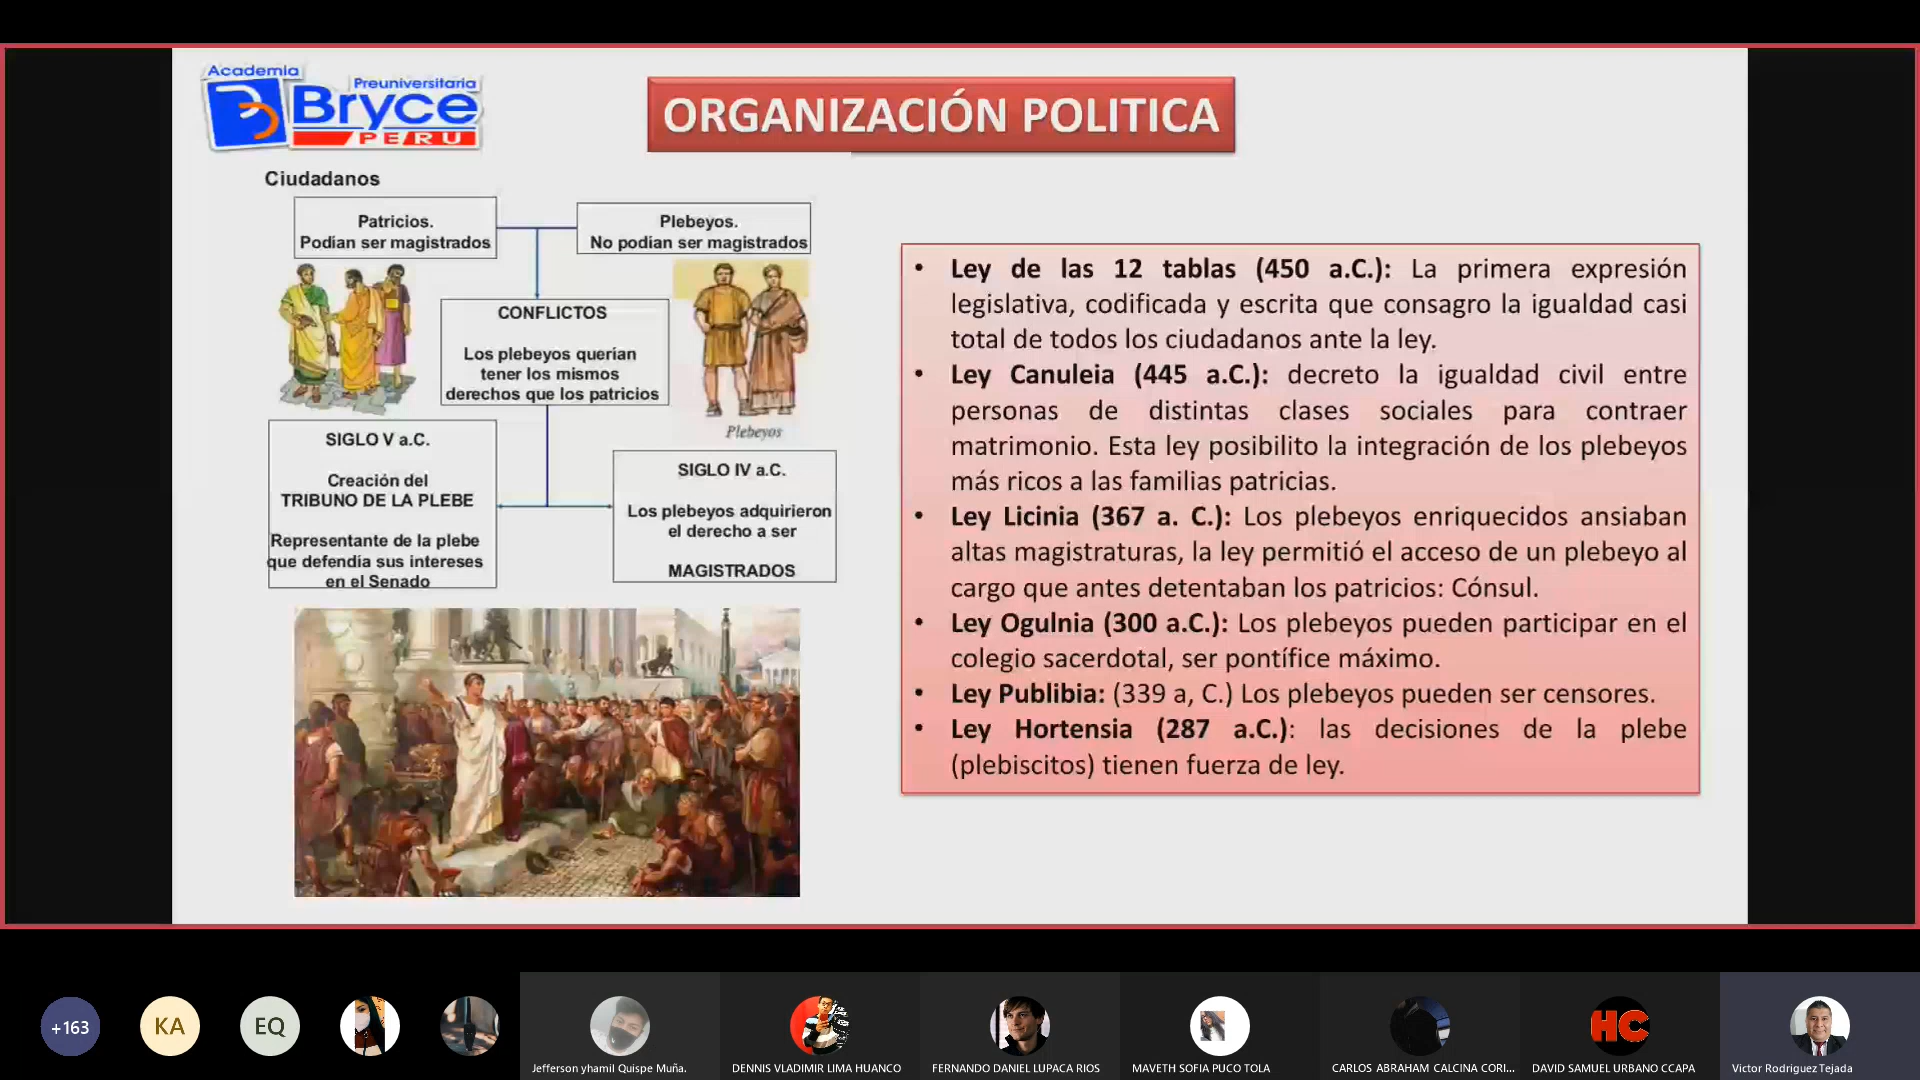 Academia
Preuniversitaria
Bryce
PERU
ORGANIZACIÓN POLITICA
Ciudadanos
Patricios.
Podían ser magistrados
Plebeyos.
No podían ser magistrados
CONFLICTOS
Los plebeyos querían
tener los mismos
derechos que los patricios
Plebeyos
SIGLO V a.C.
Creación del
TRIBUNO DE LA PLEBE
Representante de la plebe
que defendía sus intereses
en el Senado
SIGLO IV a.C.
Los plebeyos adquirieron
el derecho a ser
MAGISTRADOS
• Ley de las 12 tablas (450 a.C.): La primera expresión
legislativa, codificada y escrita que consagro la igualdad casi
total de todos los ciudadanos ante la ley.
• Ley Canuleia (445 a.C.): decreto la igualdad civil entre
personas de distintas clases sociales para contraer
matrimonio. Esta ley posibilito la integración de los plebeyos
más ricos a las familias patricias.
• Ley Licinia (367 a. C.): Los plebeyos enriquecidos ansiaban
altas magistraturas, la ley permitió el acceso de un plebeyo al
cargo que antes detentaban los patricios: Cónsul.
• Ley Ogulnia (300 a.C.): Los plebeyos pueden participar en el
colegio sacerdotal, ser pontífice máximo.
• Ley Publibia: (339 a, C.) Los plebeyos pueden ser censores.
• Ley Hortensia (287 a.C.): las decisiones de la plebe
(plebiscitos) tienen fuerza de ley.
+163
KA
EQ
HC
Jefferson yhamil Quispe Muña.
DENNIS VLADIMIR LIMA HUANCO
FERNANDO DANIEL LUPACA RIOS
MAVETH SOFIA PUCO TOLA
CARLOS ABRAHAM CALCINA CORI...
DAVID SAMUEL URBANO CCAPA
Victor Rodriguez Tejada